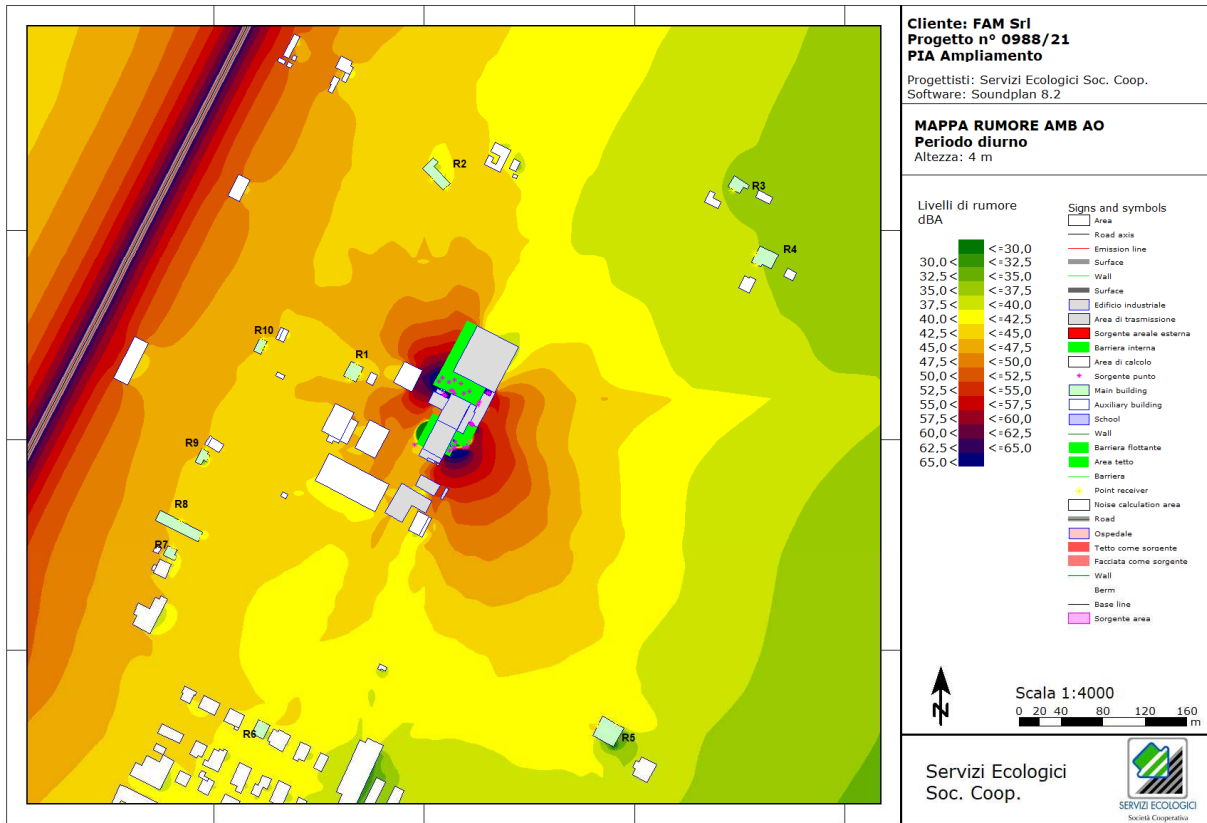 Cliente: FAM Srl
Progetto n° 0988/21
PIA Ampliamento
Progettisti: Servizi Ecologici Soc. Coop.
Software: Soundplan 8.2
MAPPA RUMORE AMB AO
Periodo diurno
Altezza: 4 m
Livelli di rumore
dBA
<=30,0
30,0< <=32,5
32,5< <=35,0
35,0< <=37,5
37,5< <=40,0
40,0< <=42,5
42,5< <=45,0
45,0< <=47,5
47,5< <=50,0
50,0< <=52,5
52,5< <=55,0
55,0< <=57,5
57,5< <=60,0
60,0< <=62,5
62,5< <=65,0
65,0<
Signs and symbols
Area
Road axis
Emission line
Surface
Wall
Surface
Edificio industriale
Area di trasmissione
Sorgente areale esterna
Barriera interna
Area di calcolo
Sorgente punto
Main building
Auxiliary building
School
Wall
Barriera flottante
Area tetto
Barriera
Point receiver
Noise calculation area
Road
Ospedale
Tetto come sorgente
Facciata come sorgente
Wall
Berm
Base line
Sorgente area
R2
R3
R4
R10
R1
R9
R8
R7
R6
R5
N
Scala 1:4000
0 20 40 80 120 160
m
Servizi Ecologici
Soc. Coop.
SERVIZI ECOLOGICI
Società Cooperativa